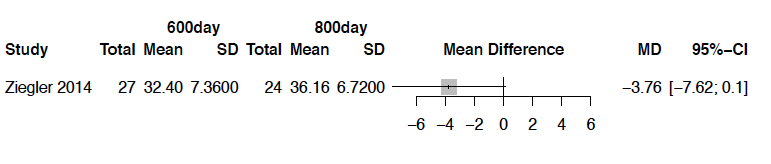 600day 800day
Study Total Mean SD Total Mean SD Mean Difference MD 95%−CI
Ziegler 2014 27 32.40 7.3600 24 36.16 6.7200 −3.76 [−7.62; 0.1]
−6 −4 −2 0 2 4 6